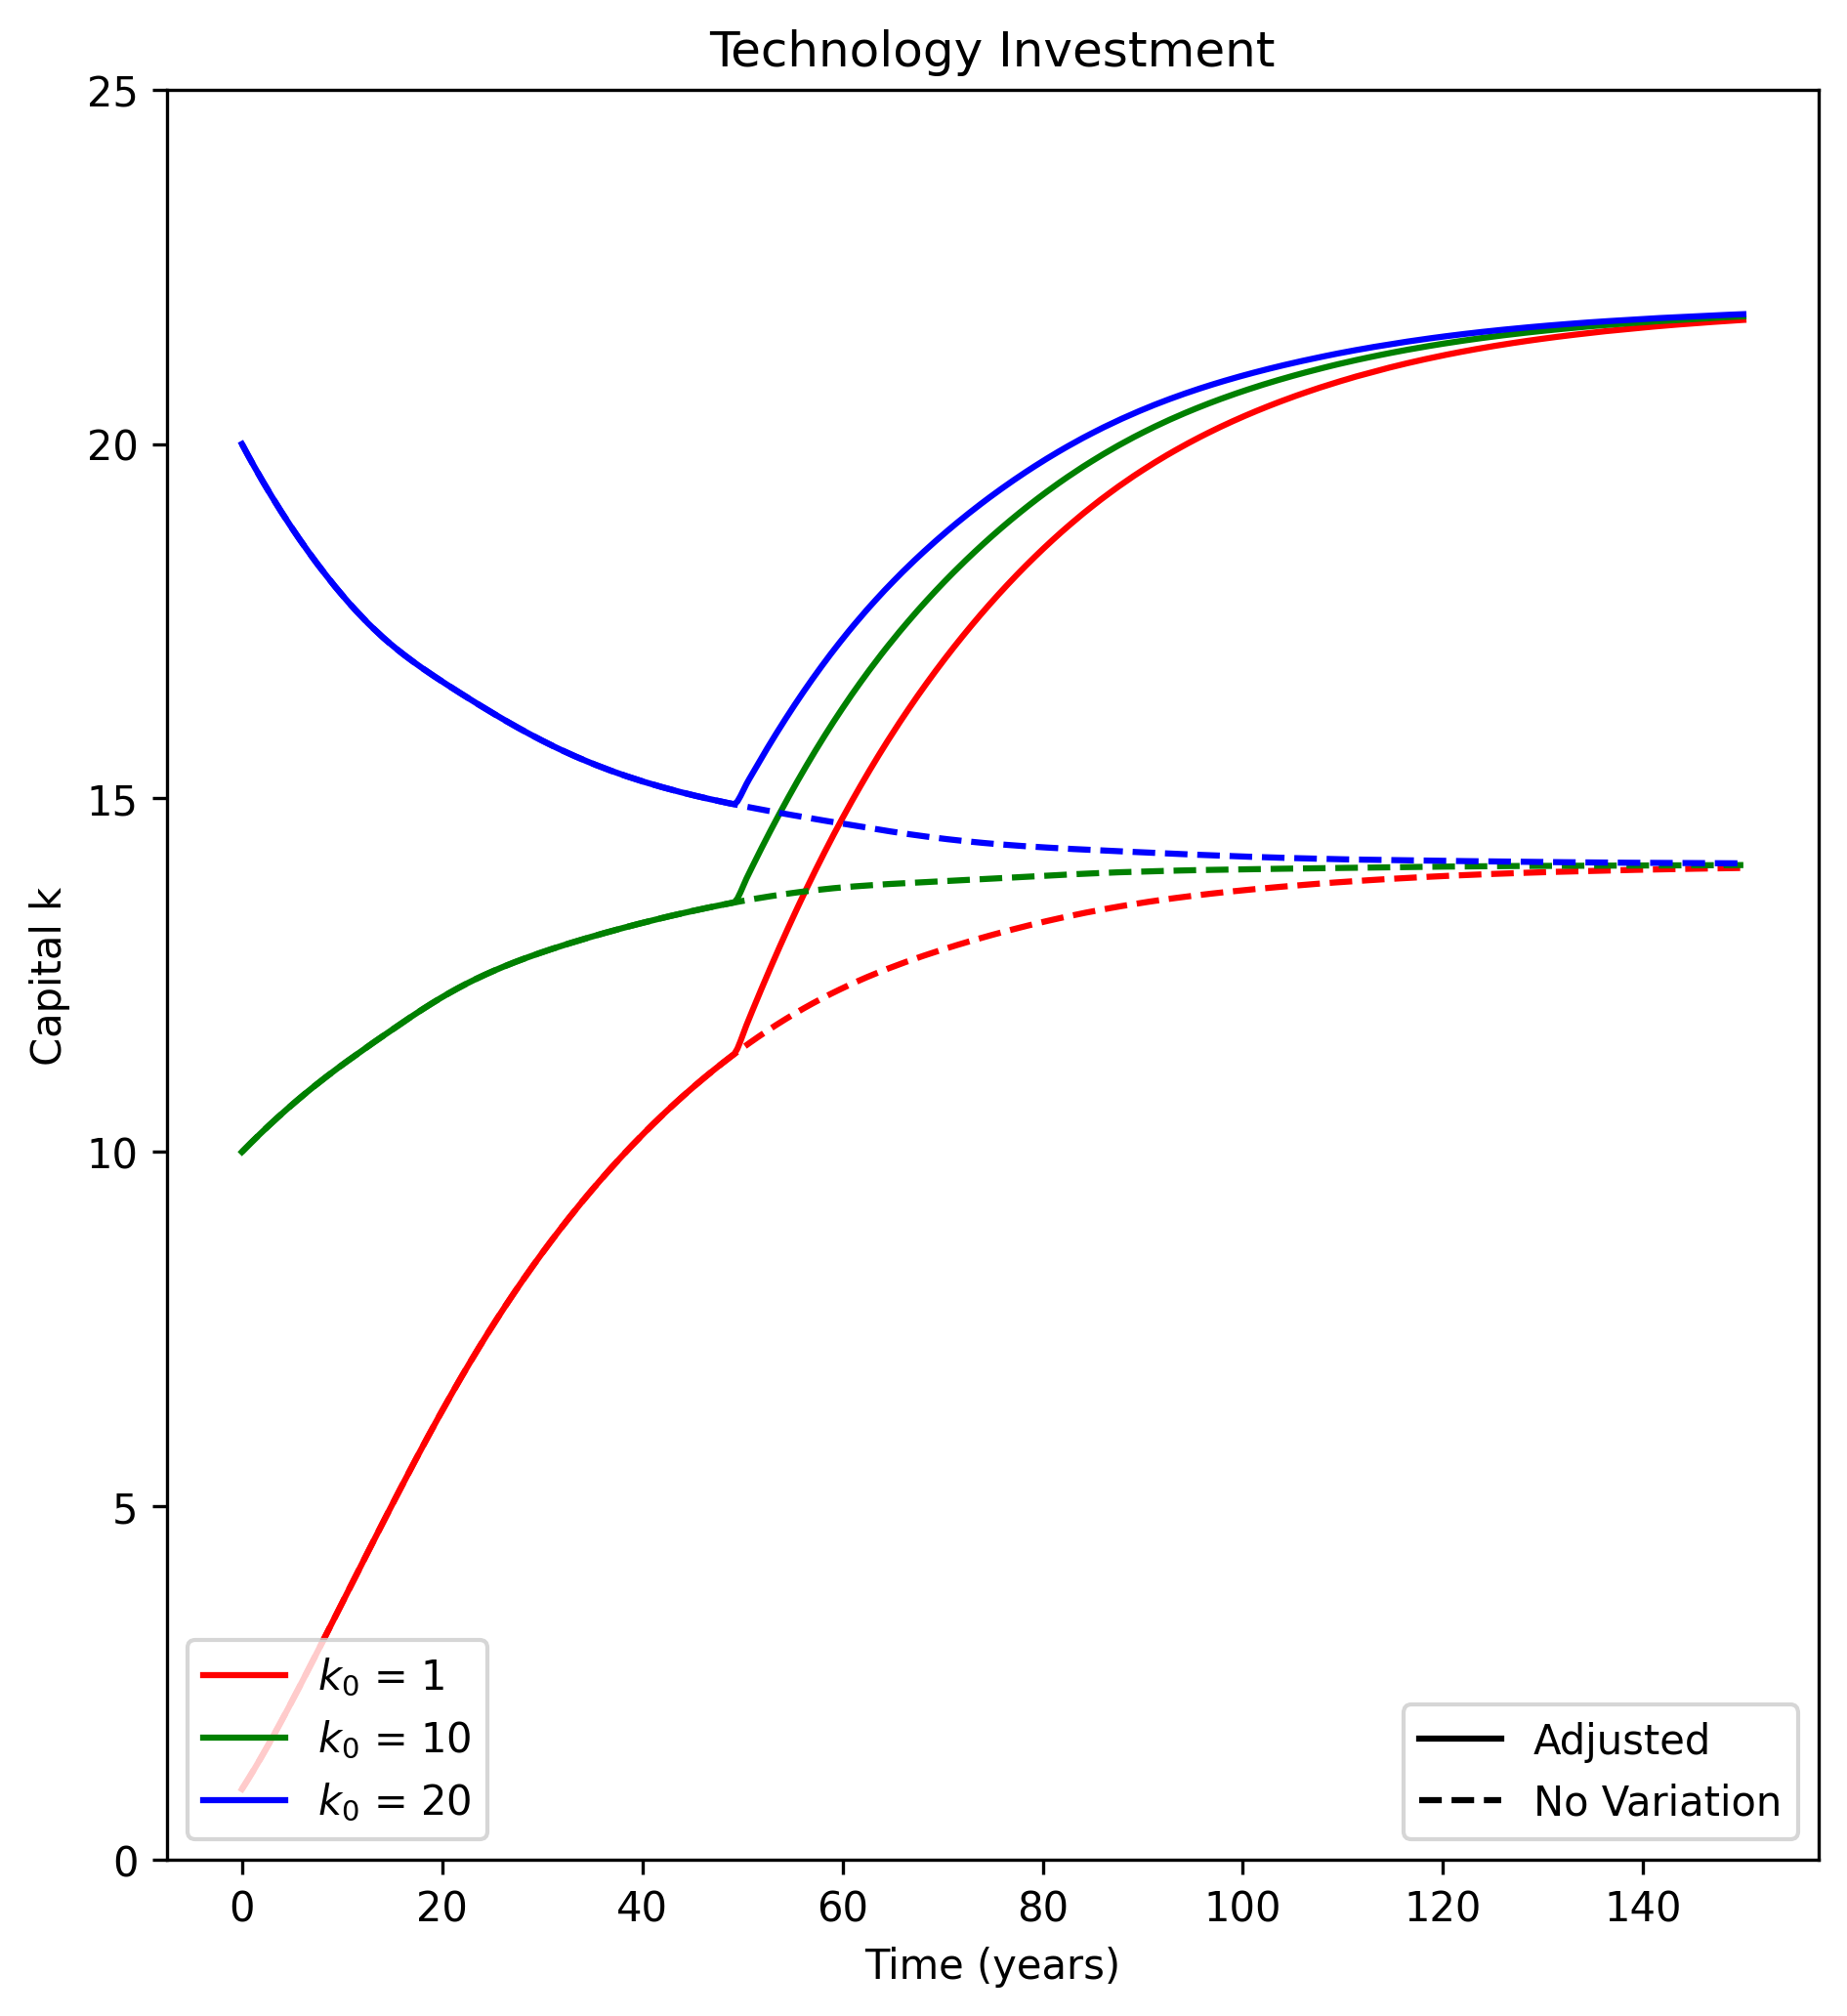 Technology Investment
25
20
15
10
5
0
Capital k
k₀ = 1
k₀ = 10
k₀ = 20
Adjusted
No Variation
0 20 40 60 80 100 120 140
Time (years)